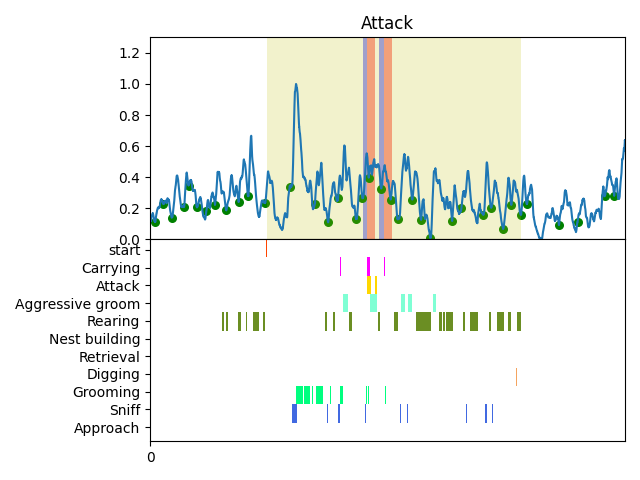 Attack
1.2
1.0
0.8
0.6
0.4
0.2
0.0
start
Carrying
Attack
Aggressive groom
Rearing
Nest building
Retrieval
Digging
Grooming
Sniff
Approach
0